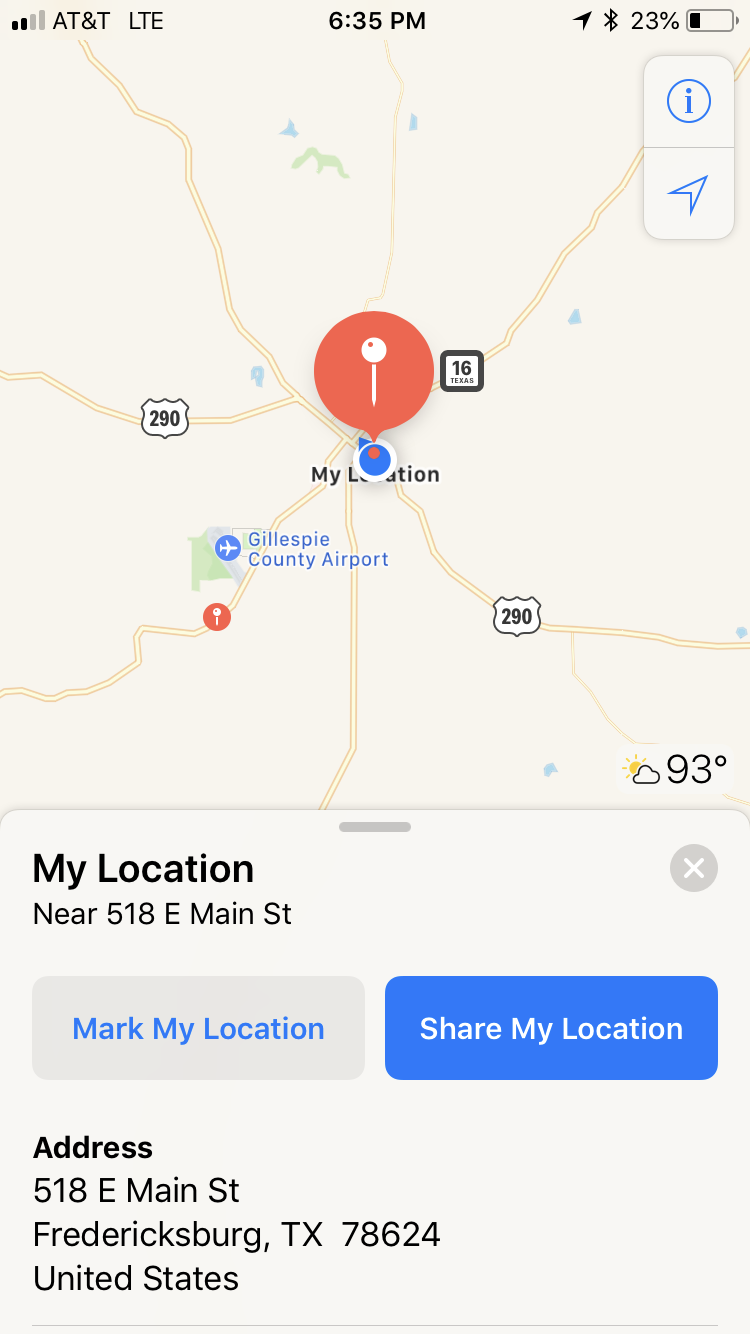 AT&T LTE 6:35 PM 23%
i
16
TEXAS
290
My Location
Gillespie
County Airport
290
93°
My Location
Near 518 E Main St
Mark My Location
Share My Location
Address
518 E Main St
Fredericksburg, TX 78624
United States